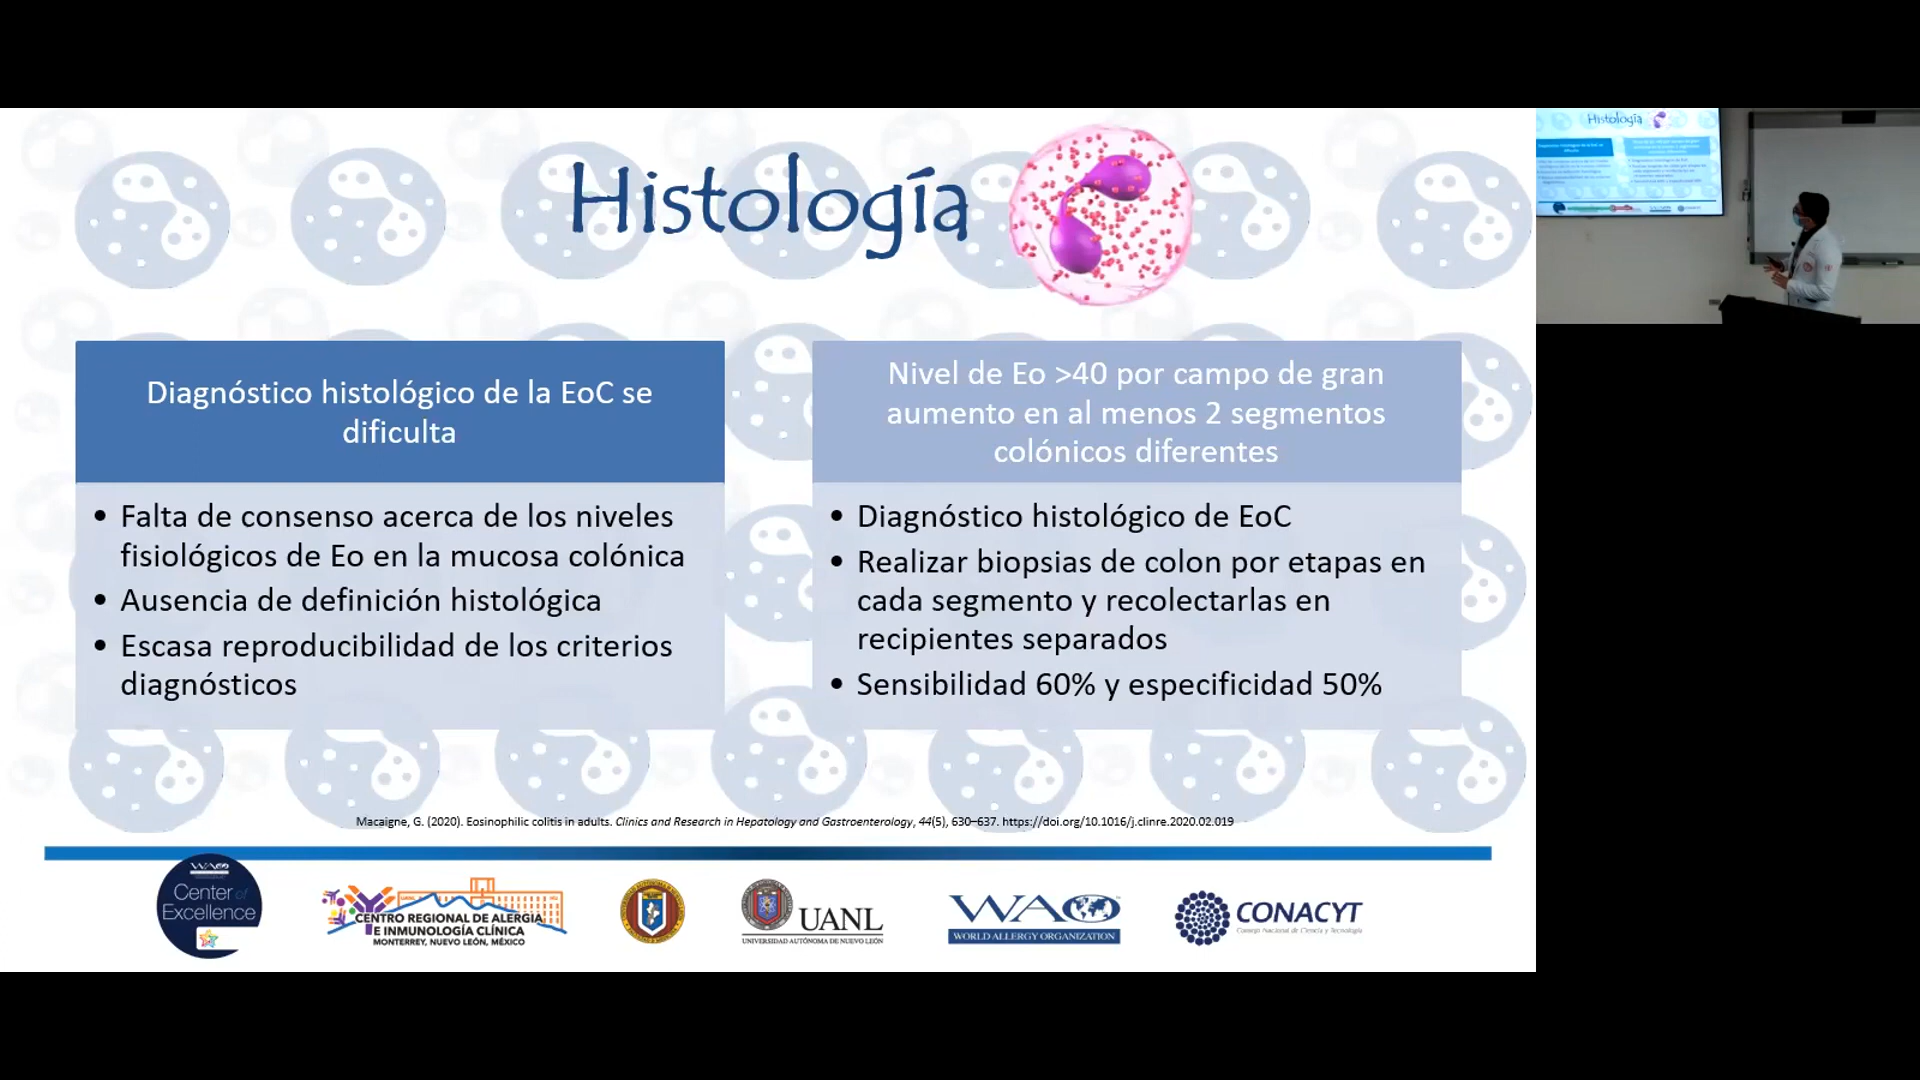 Histología
Diagnóstico histológico de la EoC se
dificulta
• Falta de consenso acerca de los niveles
fisiológicos de Eo en la mucosa colónica
• Ausencia de definición histológica
• Escasa reproducibilidad de los criterios
diagnósticos
Nivel de Eo >40 por campo de gran
aumento en al menos 2 segmentos
colónicos diferentes
• Diagnóstico histológico de EoC
• Realizar biopsias de colon por etapas en
cada segmento y recolectarlas en
recipientes separados
• Sensibilidad 60% y especificidad 50%
Macaigne, G. (2020). Eosinophilic colitis in adults. Clinics and Research in Hepatology and Gastroenterology, 44(5), 630–637. https://doi.org/10.1016/j.clinre.2020.02.019
WAO
Center of
Excellence
CENTRO REGIONAL DE ALERGIA
E INMUNOLOGÍA CLÍNICA
MONTERREY, NUEVO LEÓN, MÉXICO
UANL
UNIVERSIDAD AUTÓNOMA DE NUEVO LEÓN
WAO
WORLD ALLERGY ORGANIZATION
CONACYT
Consejo Nacional de Ciencia y Tecnología
Histología